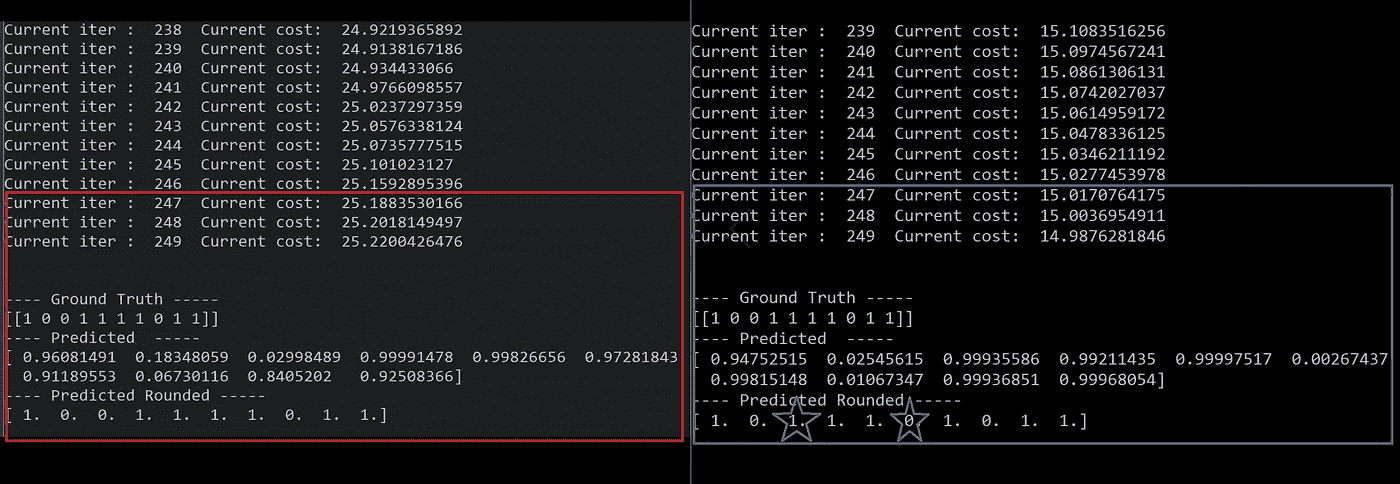 Current iter :  238  Current cost:  24.9219365892
Current iter :  239  Current cost:  24.9138167186
Current iter :  240  Current cost:  24.934433066
Current iter :  241  Current cost:  24.9766098557
Current iter :  242  Current cost:  25.0237297359
Current iter :  243  Current cost:  25.0576338124
Current iter :  244  Current cost:  25.0735777515
Current iter :  245  Current cost:  25.101023127
Current iter :  246  Current cost:  25.1592895396
Current iter :  247  Current cost:  25.1883530166
Current iter :  248  Current cost:  25.2018149497
Current iter :  249  Current cost:  25.2200426476
---- Ground Truth -----
[[1 0 0 1 1 1 1 0 1 1]]
---- Predicted  -----
[ 0.96081491  0.18348059  0.02998489  0.99991478  0.99826656  0.97281843
0.91189553  0.06730116  0.8405202   0.92508366]
---- Predicted Rounded -----
[ 1.  0.  0.  1.  1.  1.  1.  0.  1.  1.]
Current iter :  239  Current cost:  15.1083516256
Current iter :  240  Current cost:  15.0974567241
Current iter :  241  Current cost:  15.0861306131
Current iter :  242  Current cost:  15.0742027037
Current iter :  243  Current cost:  15.0614959172
Current iter :  244  Current cost:  15.0478336125
Current iter :  245  Current cost:  15.0346211192
Current iter :  246  Current cost:  15.0277453978
Current iter :  247  Current cost:  15.0170764175
Current iter :  248  Current cost:  15.0036954911
Current iter :  249  Current cost:  14.9876281846
---- Ground Truth -----
[[1 0 0 1 1 1 1 0 1 1]]
---- Predicted  -----
[ 0.94752515  0.02545615  0.99935586  0.99211435  0.99997517  0.00267437
0.99815148  0.01067347  0.99936851  0.99968054]
---- Predicted Rounded -----
[ 1.  0.  1.  1.  1.  0.  1.  0.  1.  1.]